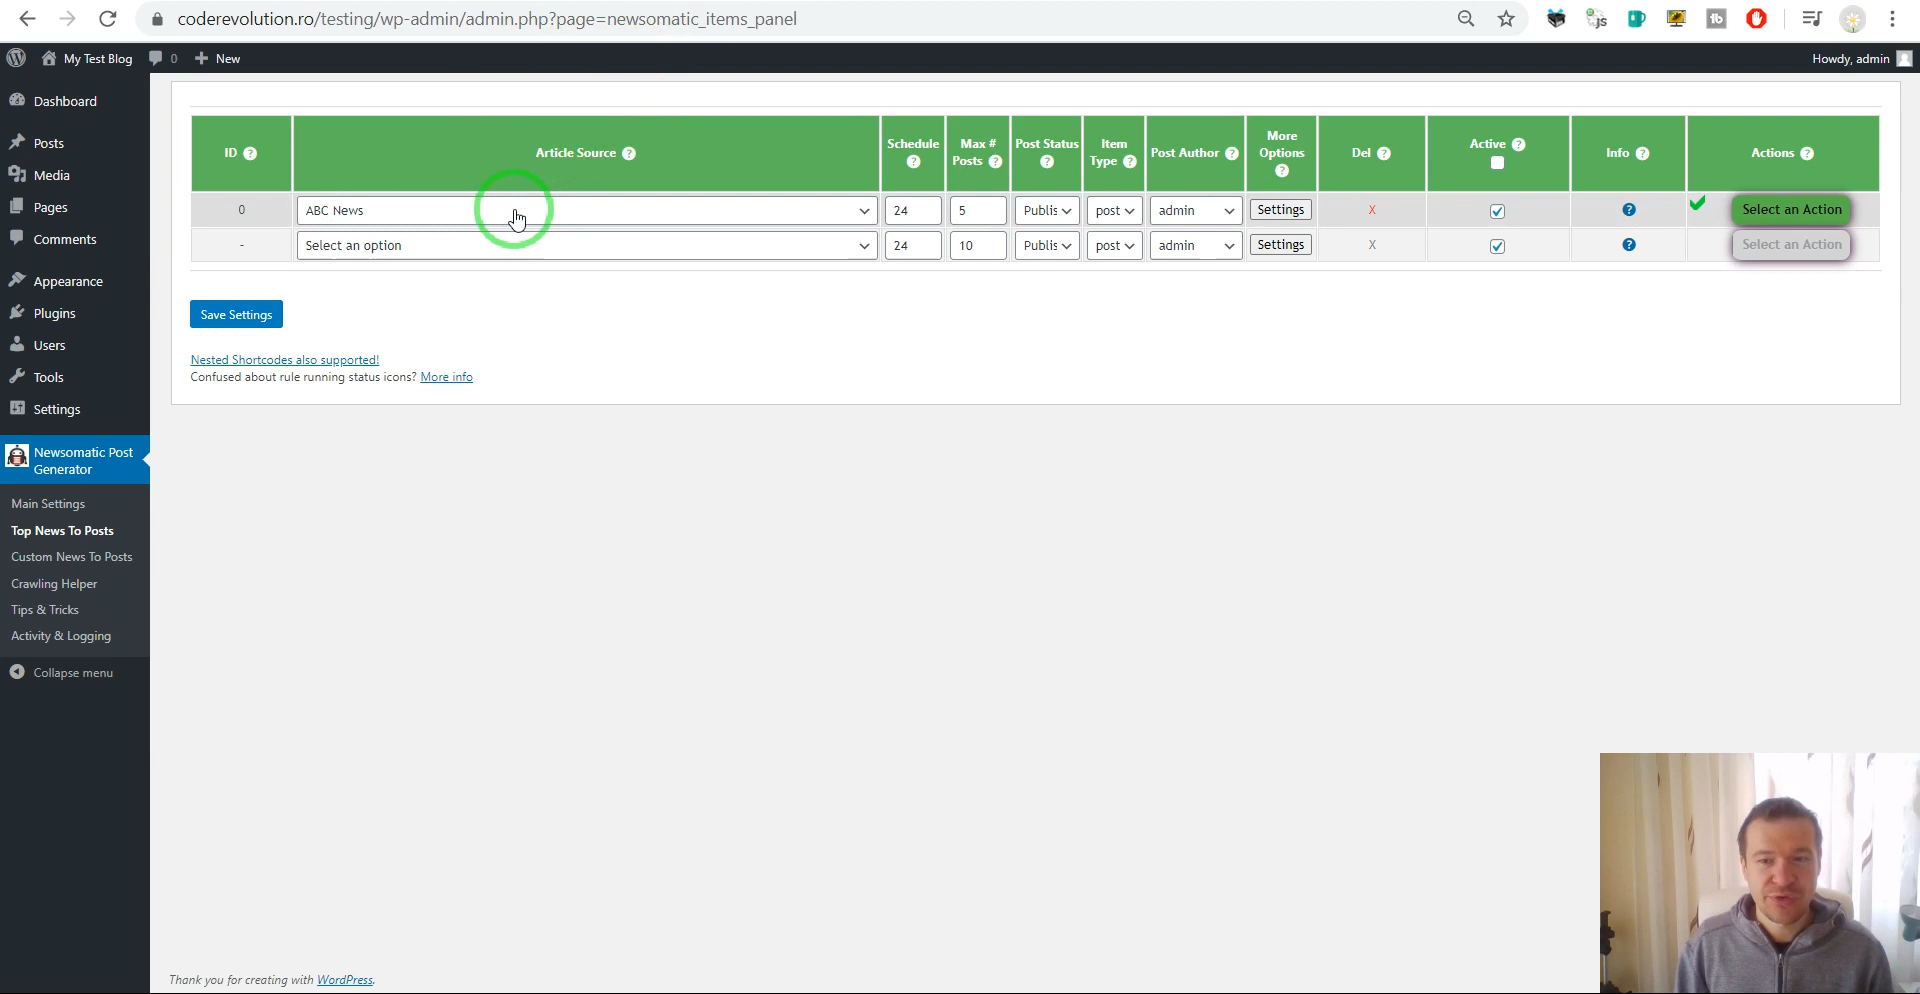 coderevolution.ro/testing/wp-admin/admin.php?page=newsomatic_items_panel
My Test Blog 0 New
Howdy, admin
Dashboard
Posts
Media
Pages
Comments
Appearance
Plugins
Users
Tools
Settings
Newsomatic Post
Generator
Main Settings
Top News To Posts
Custom News To Posts
Crawling Helper
Tips & Tricks
Activity & Logging
Collapse menu
ID ? Article Source ? Schedule ? Max # Posts ? Post Status ? Item Type ? Post Author ? More Options ? Del ? Active ? Info ? Actions ?
0 ABC News 24 5 Publis post admin Settings X ? Select an Action
- Select an option 24 10 Publis post admin Settings X ? Select an Action
Save Settings
Nested Shortcodes also supported!
Confused about rule running status icons? More info
Thank you for creating with WordPress.